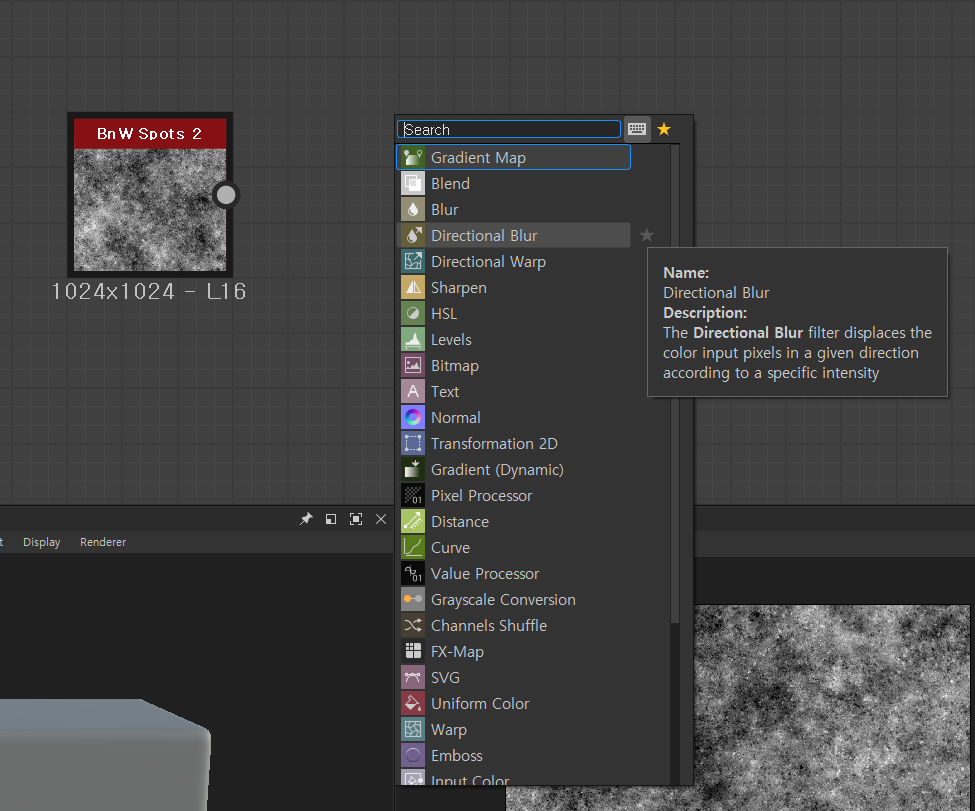 BnW Spots 2
1024x1024 - L16
Search
Gradient Map
Blend
Blur
Directional Blur
Directional Warp
Sharpen
HSL
Levels
Bitmap
Text
Normal
Transformation 2D
Gradient (Dynamic)
Pixel Processor
Distance
Curve
Value Processor
Grayscale Conversion
Channels Shuffle
FX-Map
SVG
Uniform Color
Warp
Emboss
Input Color
Name:
Directional Blur
Description:
The Directional Blur filter displaces the
color input pixels in a given direction
according to a specific intensity
t Display Renderer